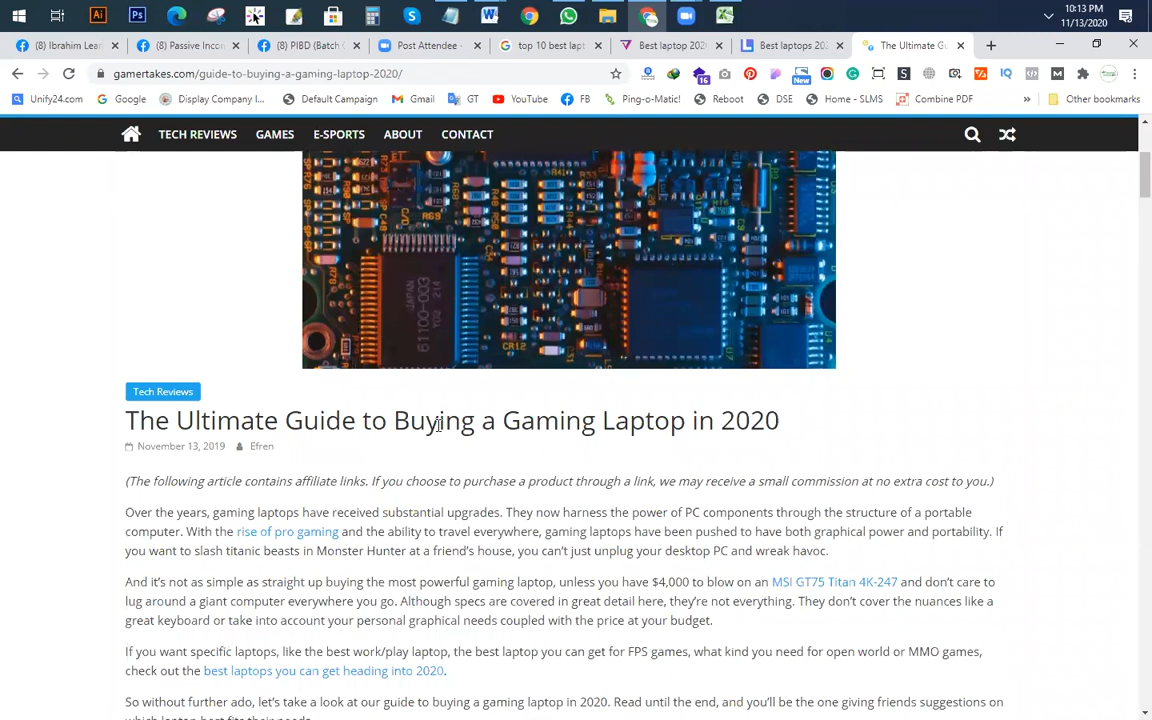 10:13 PM
11/13/2020
(8) Ibrahim Lear
(8) Passive Incon
(8) PIBD (Batch
Post Attendee -
top 10 best lapt
Best laptop 202
Best laptops 202
The Ultimate Gu
gamertakes.com/guide-to-buying-a-gaming-laptop-2020/
16
New
Unify24.com
Google
Display Company I...
Default Campaign
Gmail
GT
YouTube
FB
Ping-o-Matic!
Reboot
DSE
Home - SLMS
Combine PDF
»
Other bookmarks
TECH REVIEWS
GAMES
E-SPORTS
ABOUT
CONTACT
JAPAN
61100-003
CR12
Tech Reviews
The Ultimate Guide to Buying a Gaming Laptop in 2020
November 13, 2019 Efren
(The following article contains affiliate links. If you choose to purchase a product through a link, we may receive a small commission at no extra cost to you.)
Over the years, gaming laptops have received substantial upgrades. They now harness the power of PC components through the structure of a portable
computer. With the rise of pro gaming and the ability to travel everywhere, gaming laptops have been pushed to have both graphical power and portability. If
you want to slash titanic beasts in Monster Hunter at a friend's house, you can't just unplug your desktop PC and wreak havoc.
And it's not as simple as straight up buying the most powerful gaming laptop, unless you have $4,000 to blow on an MSI GT75 Titan 4K-247 and don't care to
lug around a giant computer everywhere you go. Although specs are covered in great detail here, they're not everything. They don't cover the nuances like a
great keyboard or take into account your personal graphical needs coupled with the price at your budget.
If you want specific laptops, like the best work/play laptop, the best laptop you can get for FPS games, what kind you need for open world or MMO games,
check out the best laptops you can get heading into 2020.
So without further ado, let's take a look at our guide to buying a gaming laptop in 2020. Read until the end, and you'll be the one giving friends suggestions on
which laptop best fits their needs.